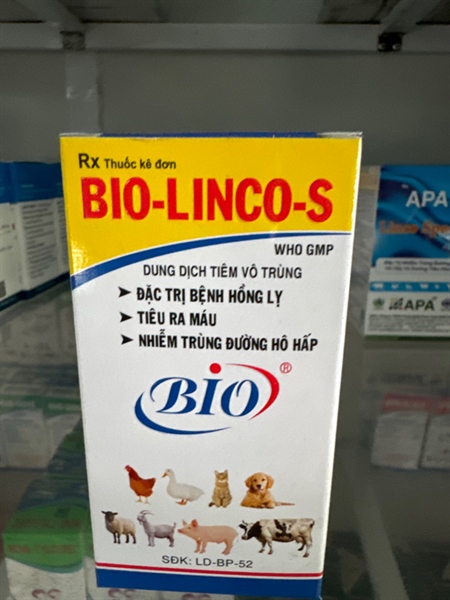 Rx Thuốc kê đơn
BIO-LINCO-S
WHO GMP
DUNG DỊCH TIÊM VÔ TRÙNG
➤ ĐẶC TRỊ BỆNH HỒNG LỴ
➤ TIÊU RA MÁU
➤ NHIỄM TRÙNG ĐƯỜNG HÔ HẤP
BIO®
SĐK: LD-BP-52
APA
Linco
APA